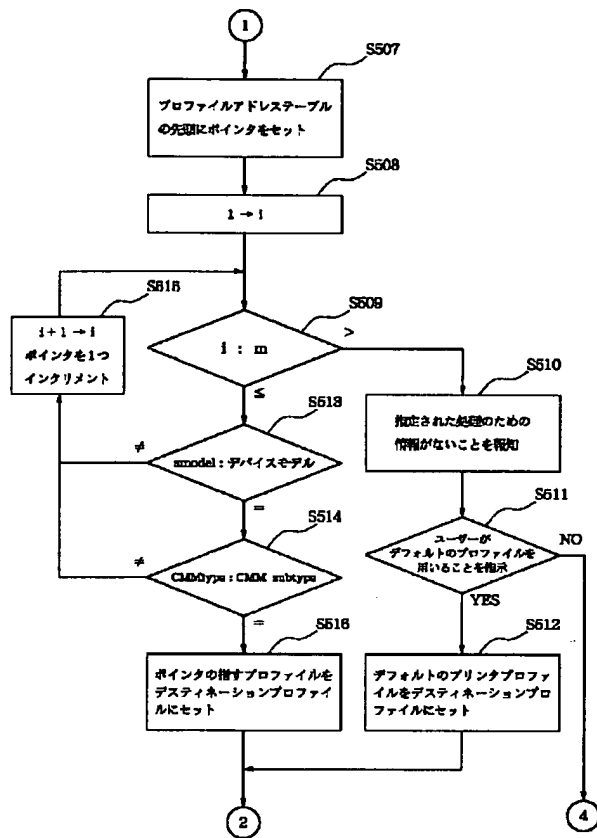 1
S507
プロファイルアドレステーブル
の先頭にポインタをセット
S508
1 → i
S515
i + 1 → i
ポインタを1つ
インクリメント
S509
i : m
>
≤
S510
指定された処理のための
情報がないことを報知
S513
smodel : デバイスモデル
≠
=
S511
ユーザーが
デフォルトのプロファイルを
用いることを指示
NO
YES
S514
CMMtype : CMM subtype
≠
=
S516
ポインタの指すプロファイルを
デスティネーションプロファイル
にセット
S512
デフォルトのプリンタプロフ
ァイルをデスティネーションプロ
ファイルにセット
2
4